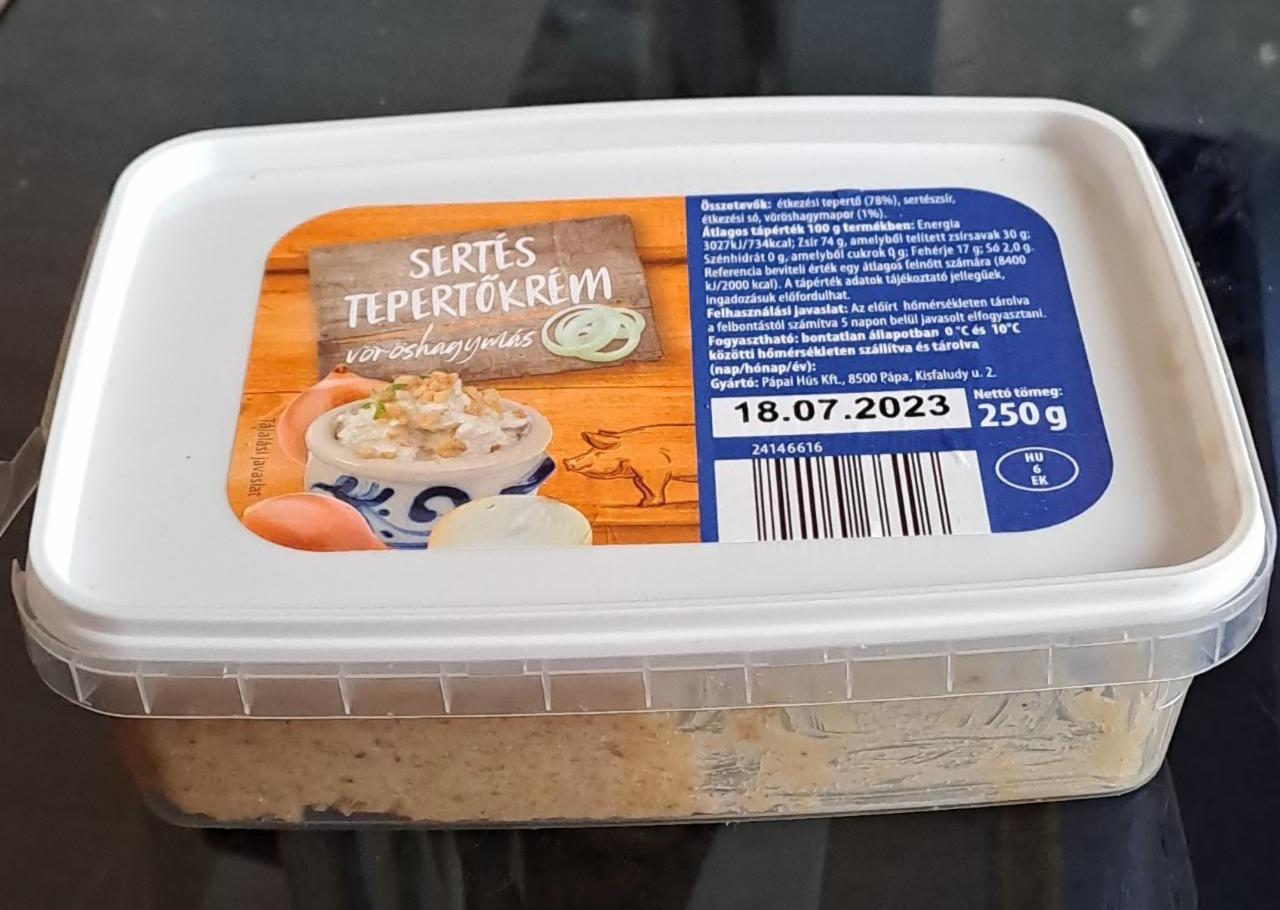 SERTÉS
TEPERTŐKRÉM
vöröshagymás
Tálalási javaslat
Összetevők: étkezési tepertő (78%), sertészsír,
étkezési só, vöröshagymapor (1%).
Átlagos tápérték 100 g termékben: Energia
3027kJ/734kcal; Zsír 74 g, amelyből telített zsírsavak 30 g;
Szénhidrát 0 g, amelyből cukrok 0 g; Fehérje 17 g; Só 2,0 g.
Referencia beviteli érték egy átlagos felnőtt számára (8400
kJ/2000 kcal). A tápérték adatok tájékoztató jellegűek,
ingadozásuk előfordulhat.
Felhasználási javaslat: Az előírt hőmérsékleten tárolva
a felbontástól számítva 5 napon belül javasolt elfogyasztani.
Fogyasztható: bontatlan állapotban 0 °C és 10°C
közötti hőmérsékleten szállítva és tárolva
(nap/hónap/év):
Gyártó: Pápai Hús Kft., 8500 Pápa, Kisfaludy u. 2.
18.07.2023
Nettó tömeg:
250 g
24146616
HU
6
EK